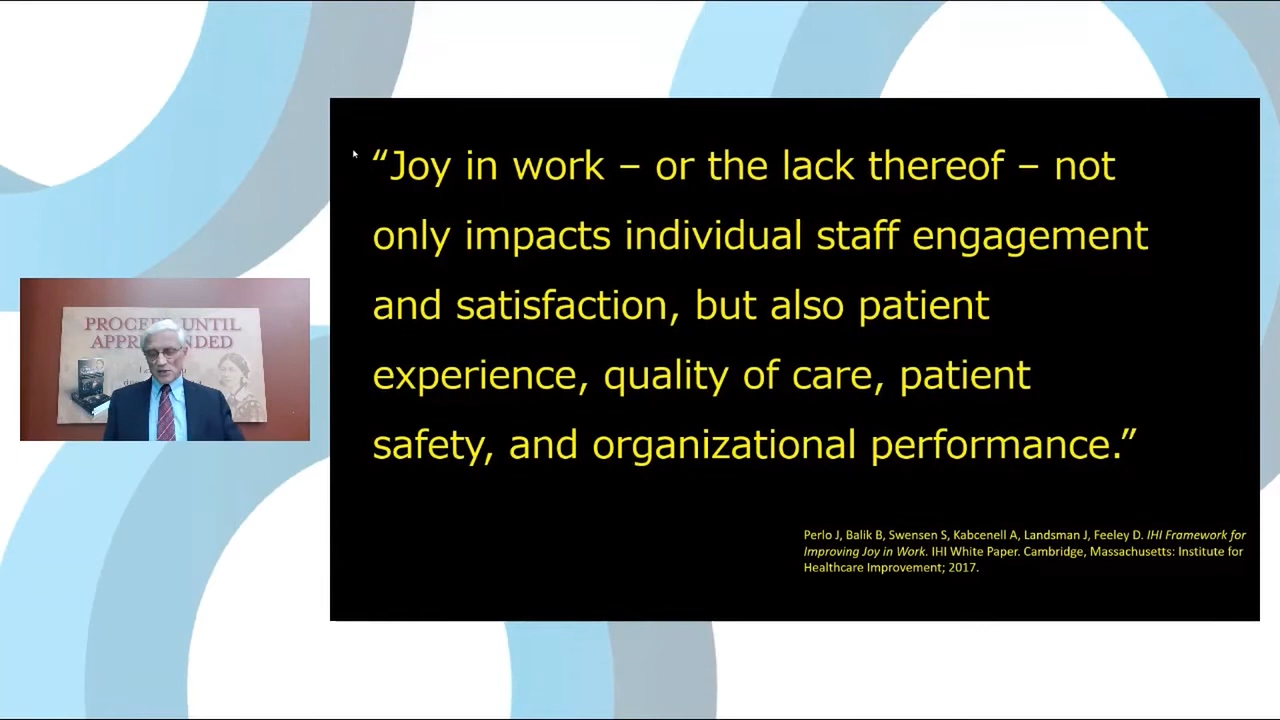 “Joy in work – or the lack thereof – not
only impacts individual staff engagement
and satisfaction, but also patient
experience, quality of care, patient
safety, and organizational performance.”
Perlo J, Balik B, Swensen S, Kabcenell A, Landsman J, Feeley D. IHI Framework for
Improving Joy in Work. IHI White Paper. Cambridge, Massachusetts: Institute for
Healthcare Improvement; 2017.
UNTIL